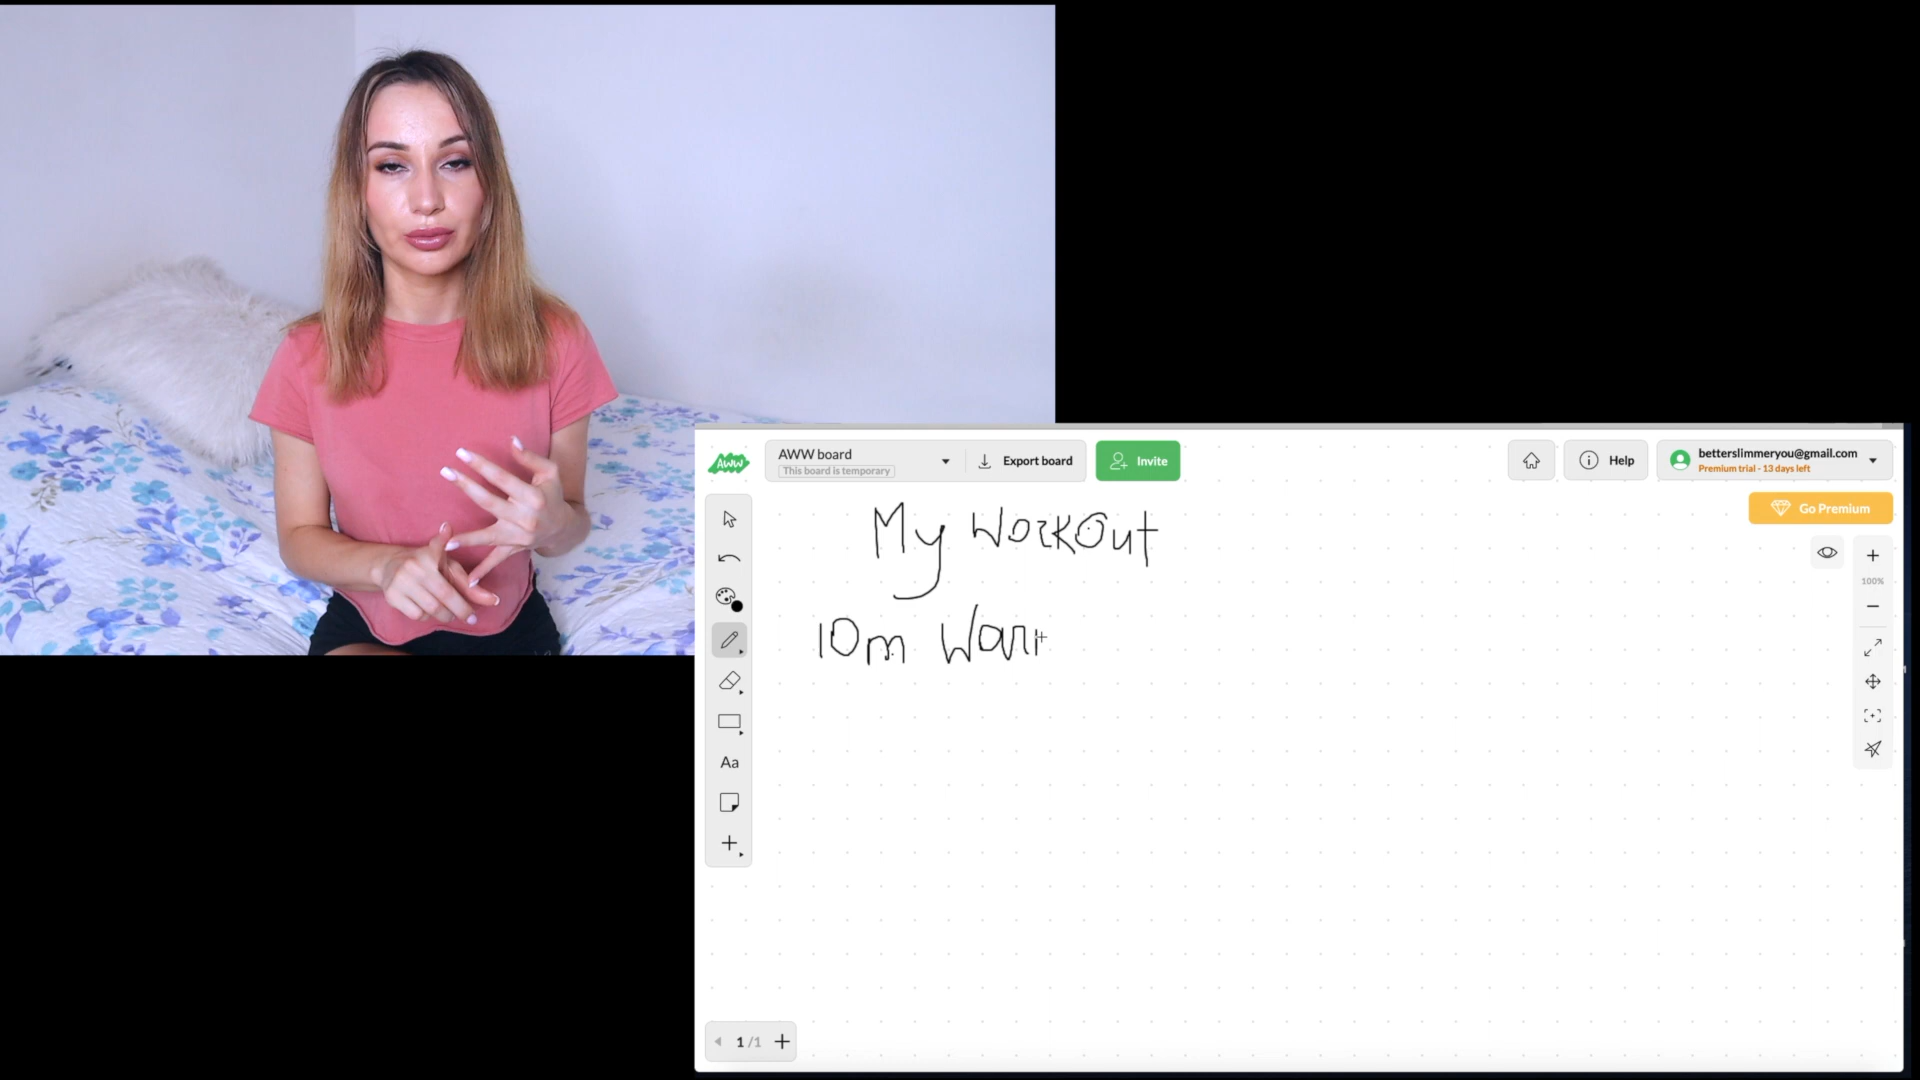 AWW
AWW board
This board is temporary
Export board
Invite
Help
betterslimmeryou@gmail.com
Premium trial - 13 days left
Go Premium
My WorkOut
100%
10m
Aa
1/1